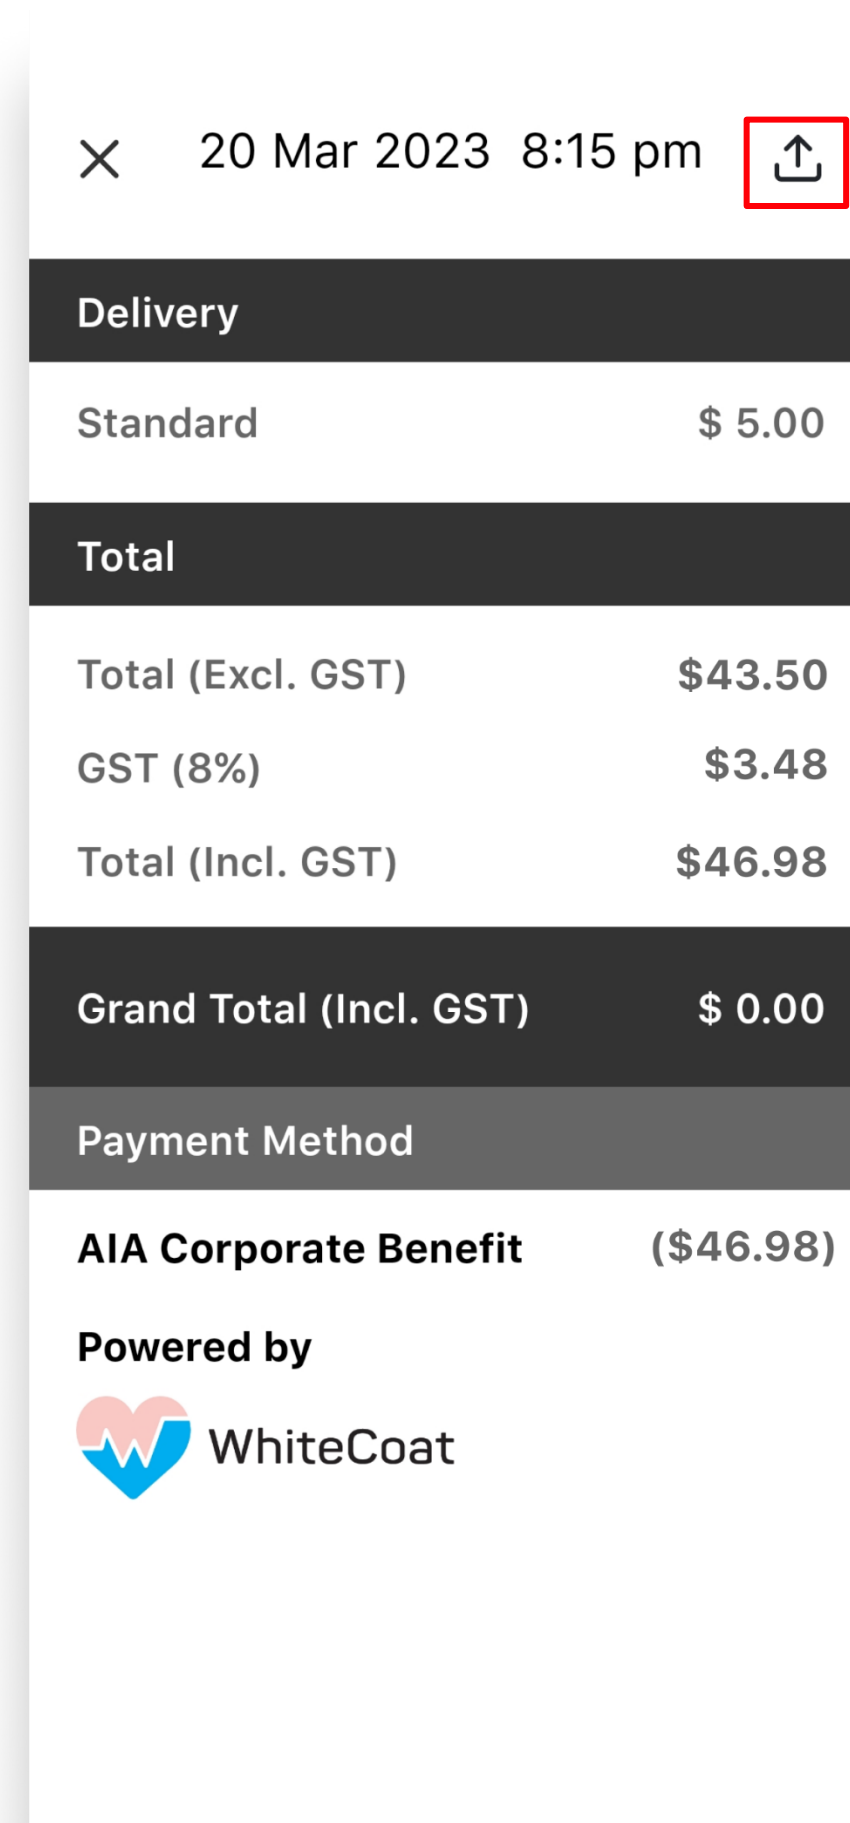 20 Mar 2023 8:15 pm
Delivery
Standard $ 5.00
Total
Total (Excl. GST) $43.50
GST (8%) $3.48
Total (Incl. GST) $46.98
Grand Total (Incl. GST) $ 0.00
Payment Method
AIA Corporate Benefit ($46.98)
Powered by
WhiteCoat